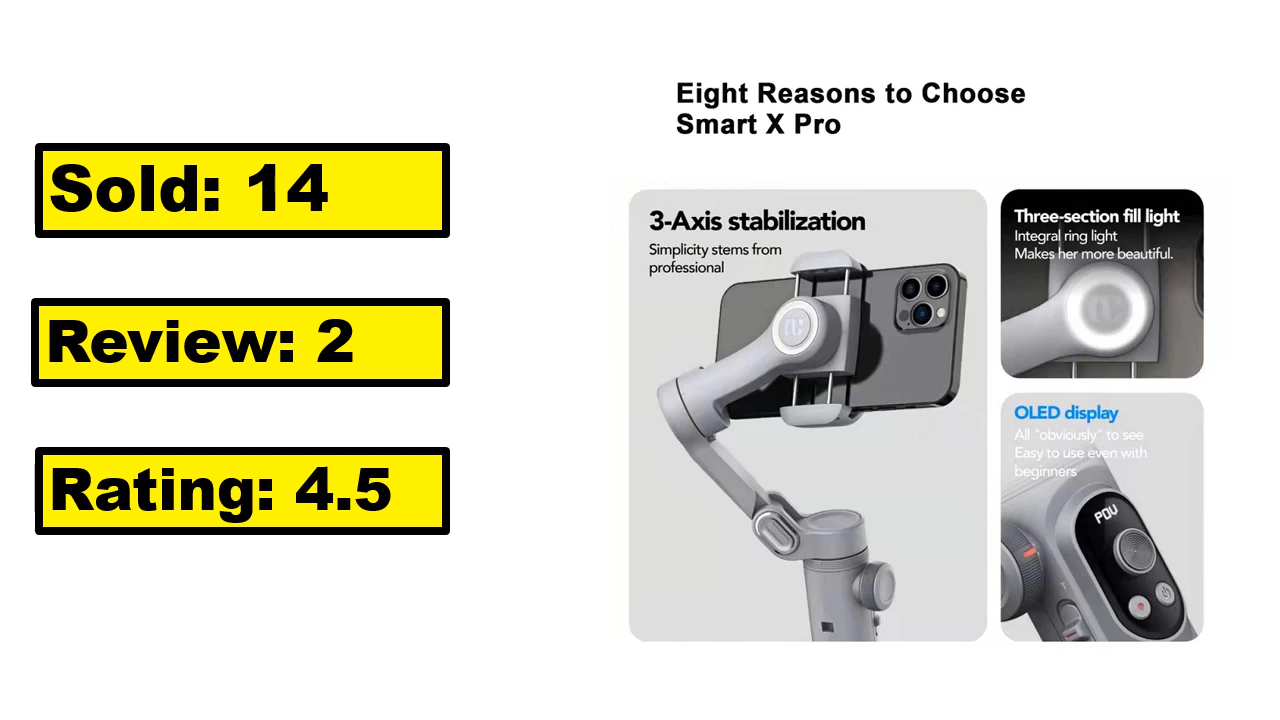 Eight Reasons to Choose
Smart X Pro
Sold: 14
Review: 2
Rating: 4.5
3-Axis stabilization
Simplicity stems from
professional
Three-section fill light
Integral ring light
Makes her more beautiful.
OLED display
All "obviously" to see
Easy to use even with
beginners
POV
T